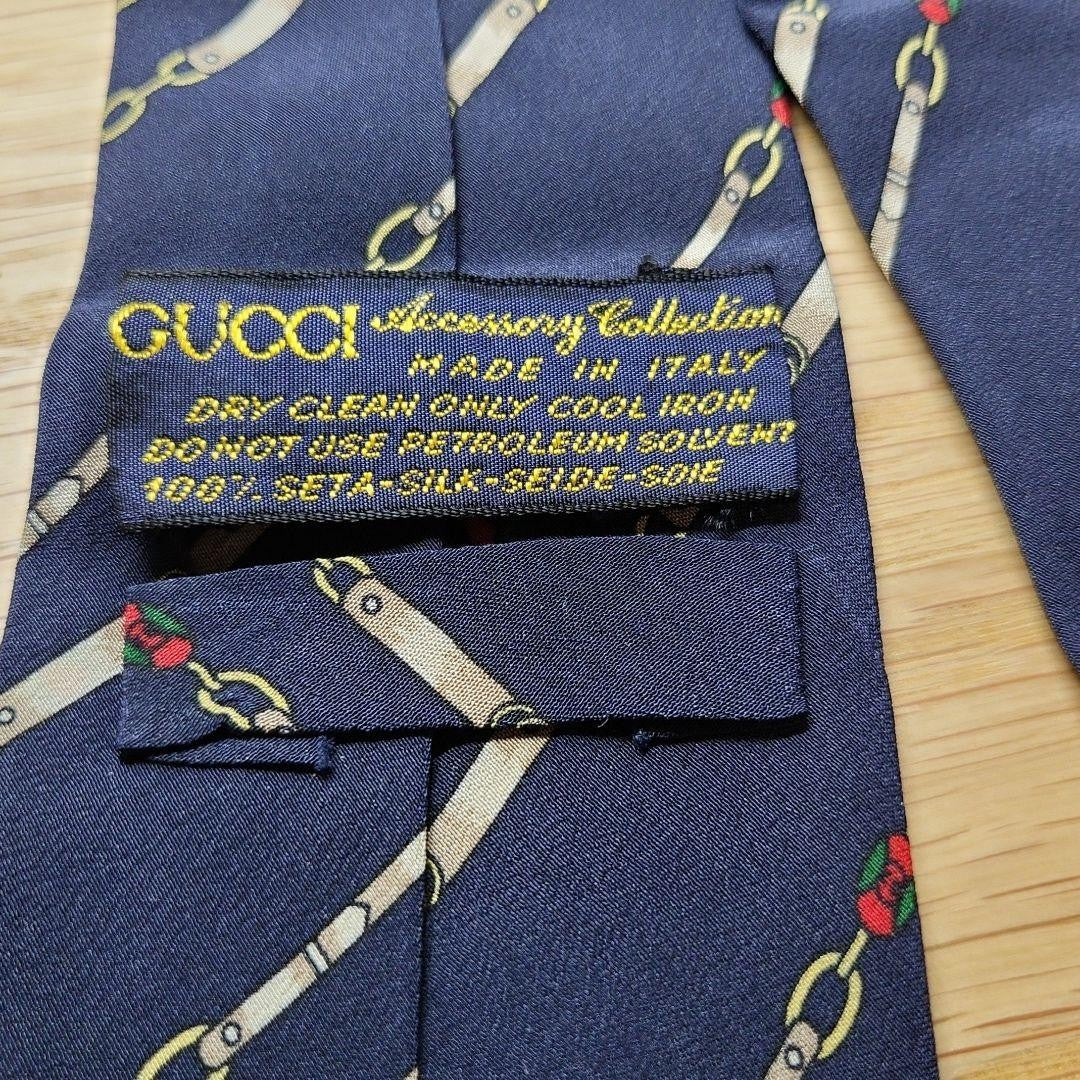 GUCCI Accessory Collection
MADE IN ITALY
DRY CLEAN ONLY COOL IRON
DO NOT USE PETROLEUM SOLVENT
100% SETA-SILK-SEIDE-SOIE